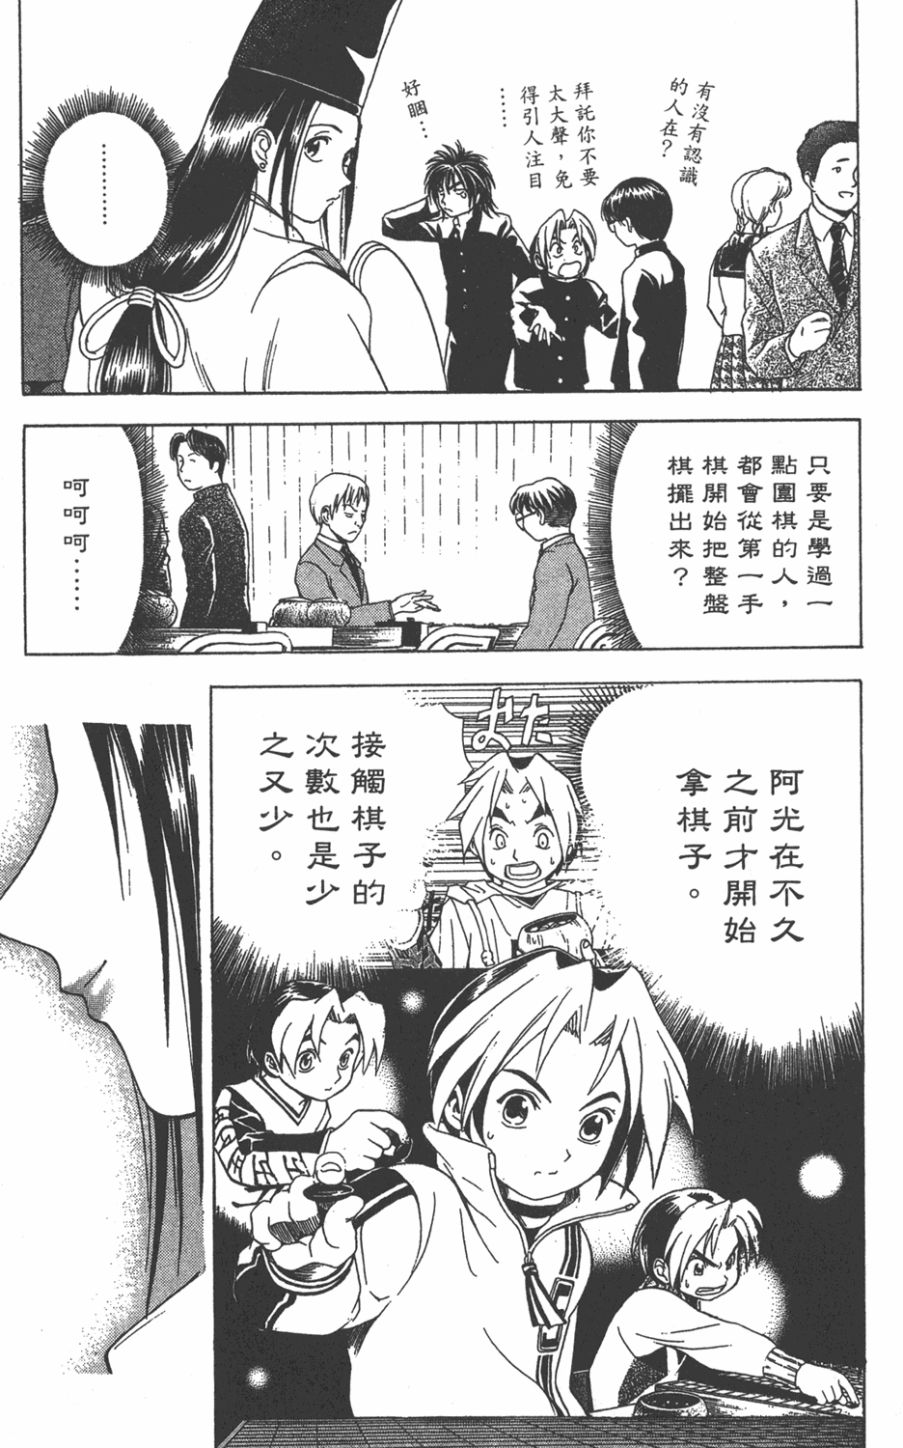 有沒有認識
的人在？
拜託你不要
太大聲，免
得引人注目
……
好睏…
………
只要是學過一
點圍棋的人，
都會從第一手
棋開始把整盤
棋擺出來？
呵呵呵……
おた
阿光在不久
之前才開始
拿棋子。
接觸棋子的
次數也是少
之又少。